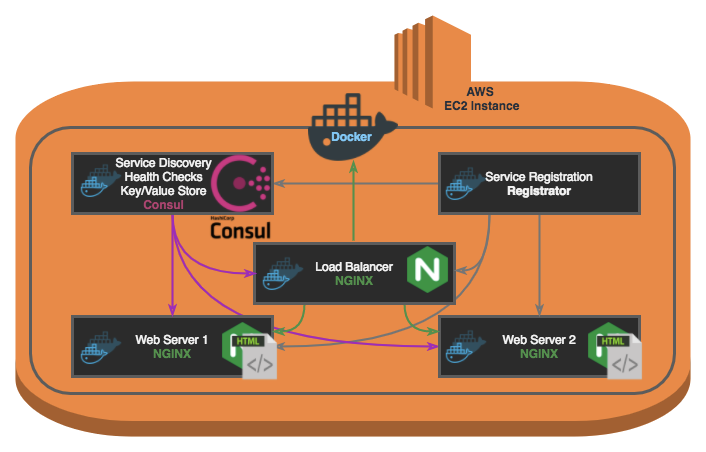 AWS
EC2 Instance
Docker
Service Discovery
Health Checks
Key/Value Store
Consul
HashiCorp
Consul
Service Registration
Registrator
Load Balancer
NGINX
N
Web Server 1
NGINX
HTML
</>
Web Server 2
NGINX
HTML
</>